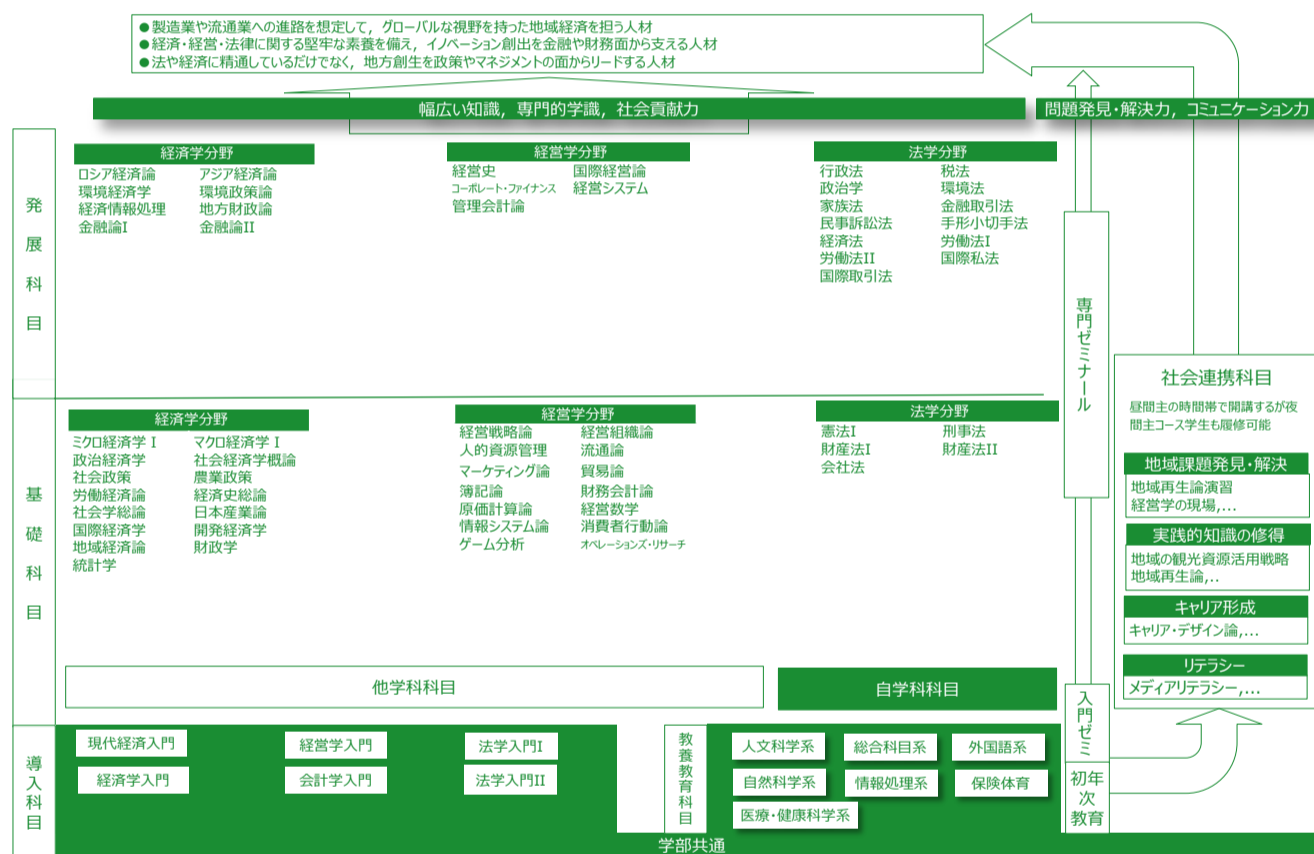 ●製造業や流通業への進路を想定して，グローバルな視野を持った地域経済を担う人材
●経済・経営・法律に関する堅牢な素養を備え，イノベーション創出を金融や財務面から支える人材
●法や経済に精通しているだけでなく，地方創生を政策やマネジメントの面からリードする人材
幅広い知識，専門的学識，社会貢献力
問題発見・解決力，コミュニケーション力
発展科目
経済学分野
ロシア経済論 アジア経済論
環境経済学 環境政策論
経済情報処理 地方財政論
金融論I 金融論II
経営学分野
経営史 国際経営論
コーポレート・ファイナンス 経営システム
管理会計論
法学分野
行政法 税法
政治学 環境法
家族法 金融取引法
民事訴訟法 手形小切手法
経済法 労働法I
労働法II 国際私法
国際取引法
専門ゼミナール
基礎科目
経済学分野
ミクロ経済学 I マクロ経済学 I
政治経済学 社会経済学概論
社会政策 農業政策
労働経済論 経済史総論
社会学総論 日本産業論
国際経済学 開発経済学
地域経済論 財政学
統計学
経営学分野
経営戦略論 経営組織論
人的資源管理 流通論
マーケティング論 貿易論
簿記論 財務会計論
原価計算論 経営数学
情報システム論 消費者行動論
ゲーム分析 オペレーションズ・リサーチ
法学分野
憲法I 刑事法
財産法I 財産法II
会社法
他学科科目
自学科科目
社会連携科目
昼間主の時間帯で開講するが夜
間主コース学生も履修可能
地域課題発見・解決
地域再生論演習
経営学の現場,…
実践的知識の修得
地域の観光資源活用戦略
地域再生論,..
キャリア形成
キャリア・デザイン論,…
リテラシー
メディアリテラシー,…
導入科目
現代経済入門
経済学入門
経営学入門
会計学入門
法学入門I
法学入門II
教養教育科目
人文科学系
総合科目系
外国語系
自然科学系
情報処理系
保険体育
医療・健康科学系
入門ゼミ
初年
次
教育
学部共通